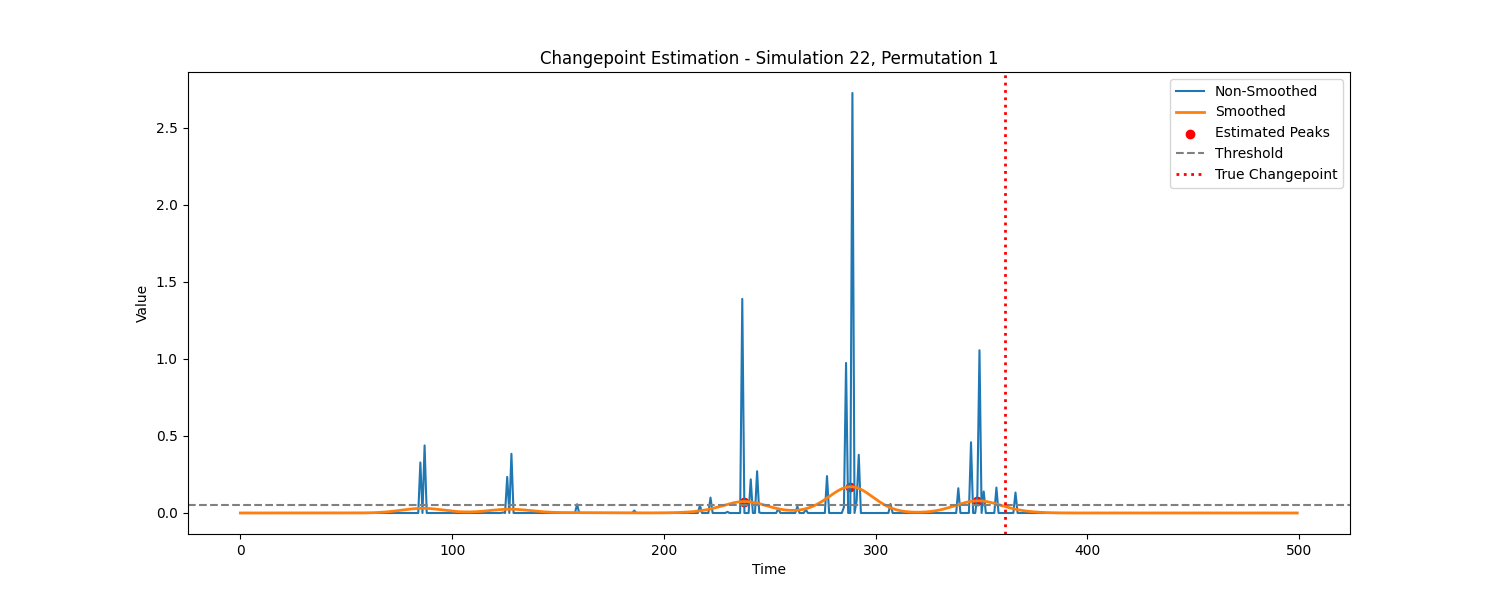 Changepoint Estimation - Simulation 22, Permutation 1
Non-Smoothed
Smoothed
Estimated Peaks
Threshold
True Changepoint
Value
2.5
2.0
1.5
1.0
0.5
0.0
0 100 200 300 400 500
Time